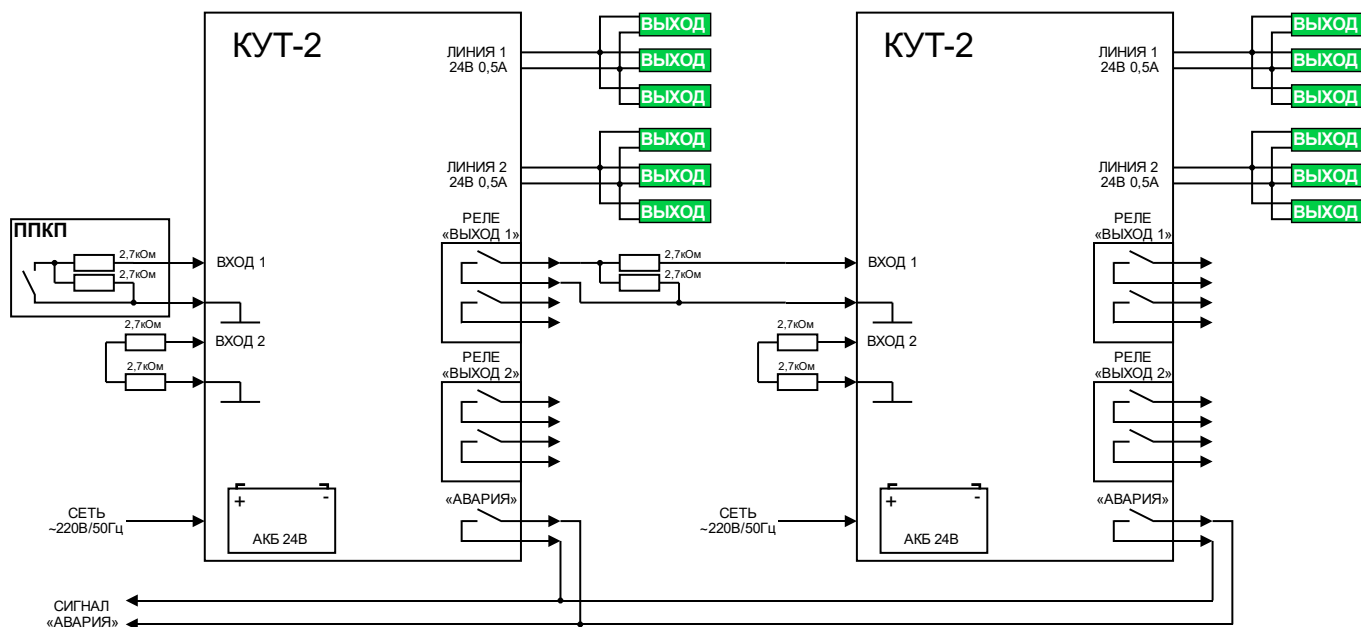 КУТ-2
ЛИНИЯ 1
24В 0,5А
ВЫХОД
ВЫХОД
ВЫХОД
ЛИНИЯ 2
24В 0,5А
ВЫХОД
ВЫХОД
ВЫХОД
ППКП
2,7кОм
2,7кОм
ВХОД 1
2,7кОм
ВХОД 2
2,7кОм
РЕЛЕ
«ВЫХОД 1»
2,7кОм
2,7кОм
РЕЛЕ
«ВЫХОД 2»
«АВАРИЯ»
СЕТЬ
~220В/50Гц
+ -
АКБ 24В
КУТ-2
ЛИНИЯ 1
24В 0,5А
ВЫХОД
ВЫХОД
ВЫХОД
ЛИНИЯ 2
24В 0,5А
ВЫХОД
ВЫХОД
ВЫХОД
ВХОД 1
2,7кОм
ВХОД 2
2,7кОм
РЕЛЕ
«ВЫХОД 1»
РЕЛЕ
«ВЫХОД 2»
«АВАРИЯ»
СЕТЬ
~220В/50Гц
+ -
АКБ 24В
СИГНАЛ
«АВАРИЯ»